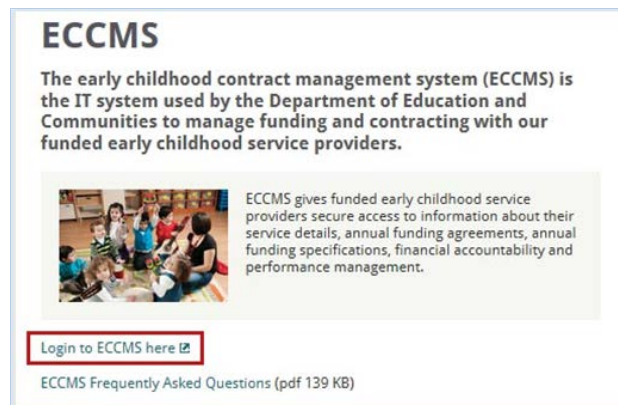 ECCMS
The early childhood contract management system (ECCMS) is
the IT system used by the Department of Education and
Communities to manage funding and contracting with our
funded early childhood service providers.
ECCMS gives funded early childhood service
providers secure access to information about their
service details, annual funding agreements, annual
funding specifications, financial accountability and
performance management.
Login to ECCMS here
ECCMS Frequently Asked Questions (pdf 139 KB)